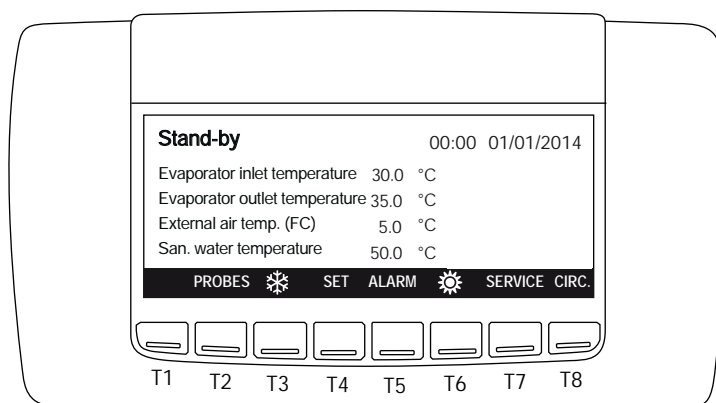 Stand-by 00:00 01/01/2014
Evaporator inlet temperature 30.0 °C
Evaporator outlet temperature 35.0 °C
External air temp. (FC) 5.0 °C
San. water temperature 50.0 °C
PROBES SET ALARM SERVICE CIRC.
T1 T2 T3 T4 T5 T6 T7 T8